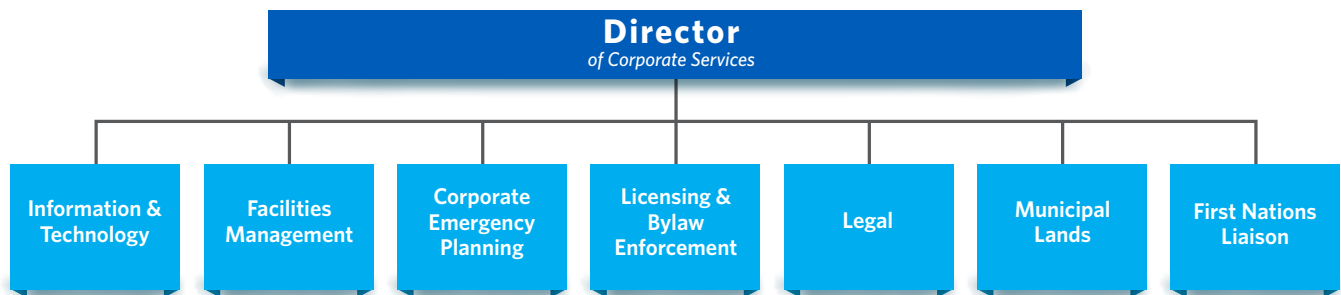 Director
of Corporate Services
Information &
Technology
Facilities
Management
Corporate
Emergency
Planning
Licensing &
Bylaw
Enforcement
Legal
Municipal
Lands
First Nations
Liaison